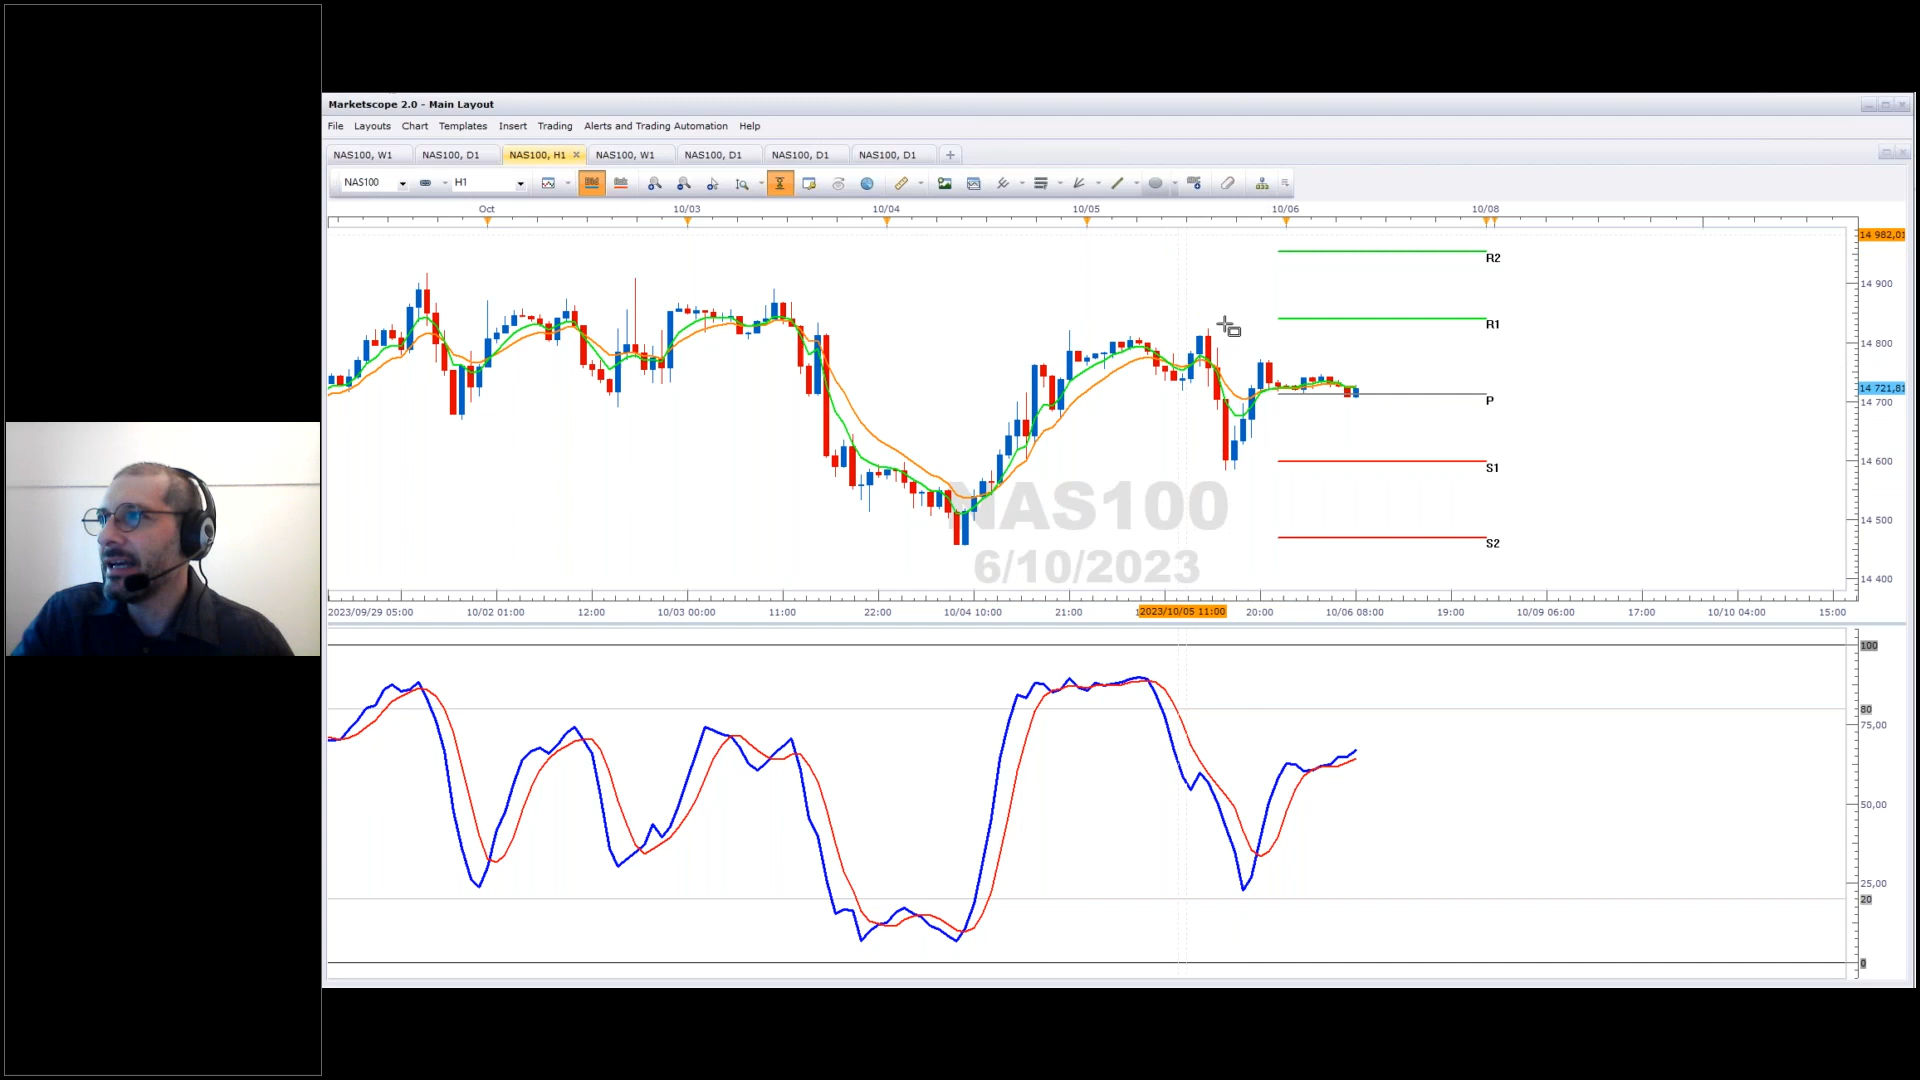 Marketscope 2.0 - Main Layout
File Layouts Chart Templates Insert Trading Alerts and Trading Automation Help
NAS100, W1 NAS100, D1 NAS100, H1 NAS100, W1 NAS100, D1 NAS100, D1 NAS100, D1
NAS100 H1
Oct 10/03 10/04 10/05 10/06 10/08
14 982,01
R2
14 900
R1
14 800
14 721,81
14 700
P
14 600
S1
NAS100
14 500
S2
6/10/2023
14 400
2023/09/29 05:00 10/02 01:00 12:00 10/03 00:00 11:00 22:00 10/04 10:00 21:00 2023/10/05 11:00 20:00 10/06 08:00 19:00 10/09 06:00 17:00 10/10 04:00 15:00
100
80
75,00
50,00
25,00
20
0